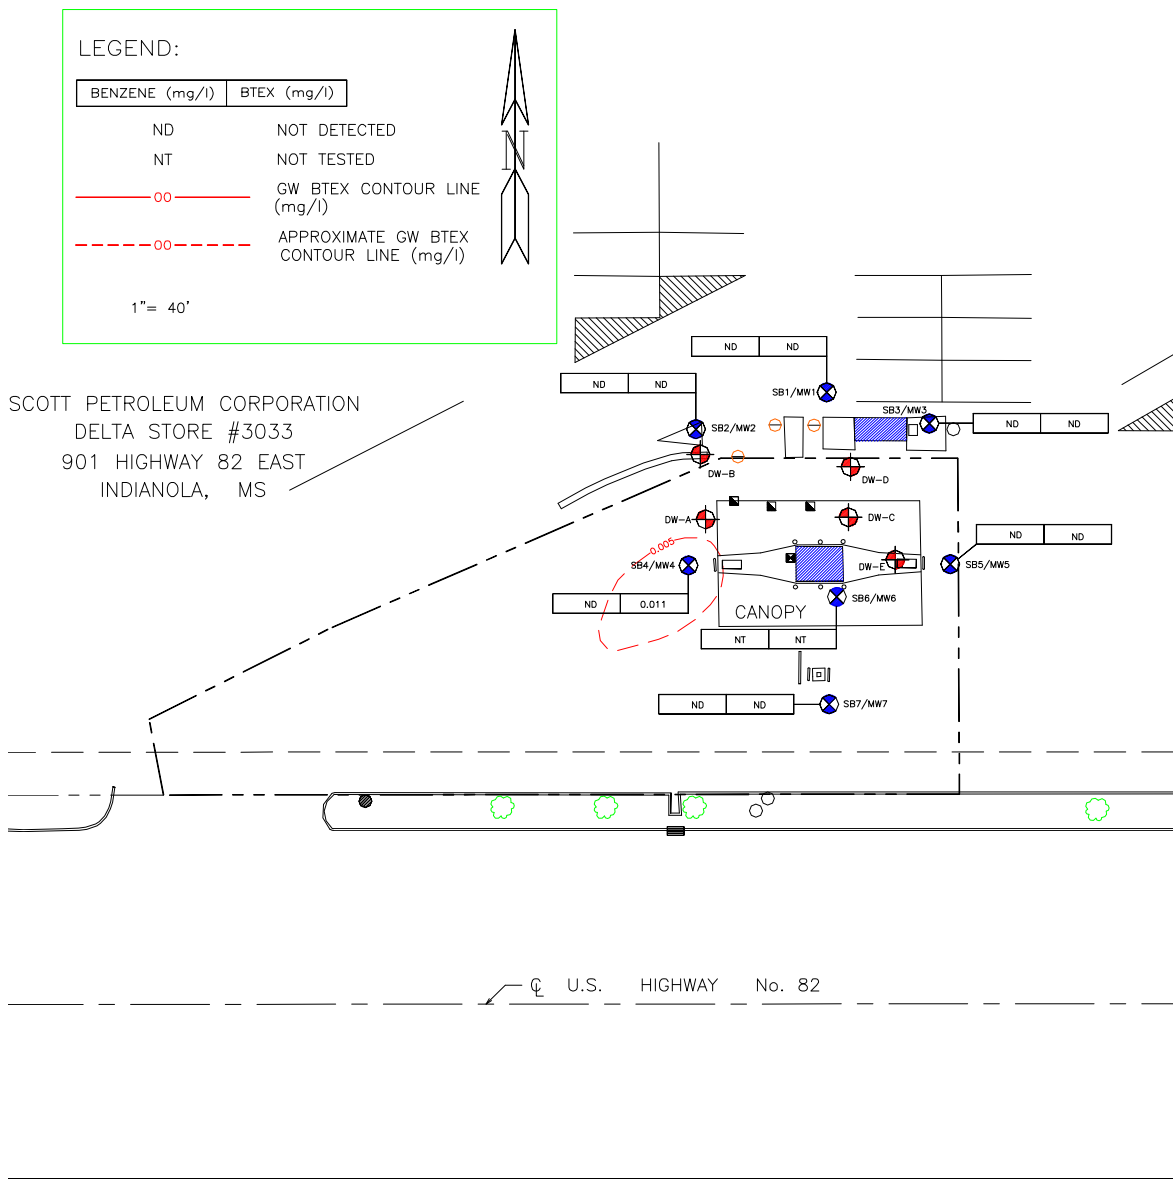 LEGEND:
BENZENE (mg/l) BTEX (mg/l)
ND NOT DETECTED
NT NOT TESTED
00 GW BTEX CONTOUR LINE
(mg/l)
00 APPROXIMATE GW BTEX
CONTOUR LINE (mg/l)
1"= 40'
N
SCOTT PETROLEUM CORPORATION
DELTA STORE #3033
901 HIGHWAY 82 EAST
INDIANOLA, MS
ND ND
SB1/MW1
ND ND
SB2/MW2
SB3/MW3
ND ND
DW-B
DW-D
DW-A
DW-C
ND ND
0.005
SB4/MW4
DW-E
SB5/MW5
ND 0.011
SB6/MW6
CANOPY
NT NT
ND ND
SB7/MW7
℄ U.S. HIGHWAY No. 82